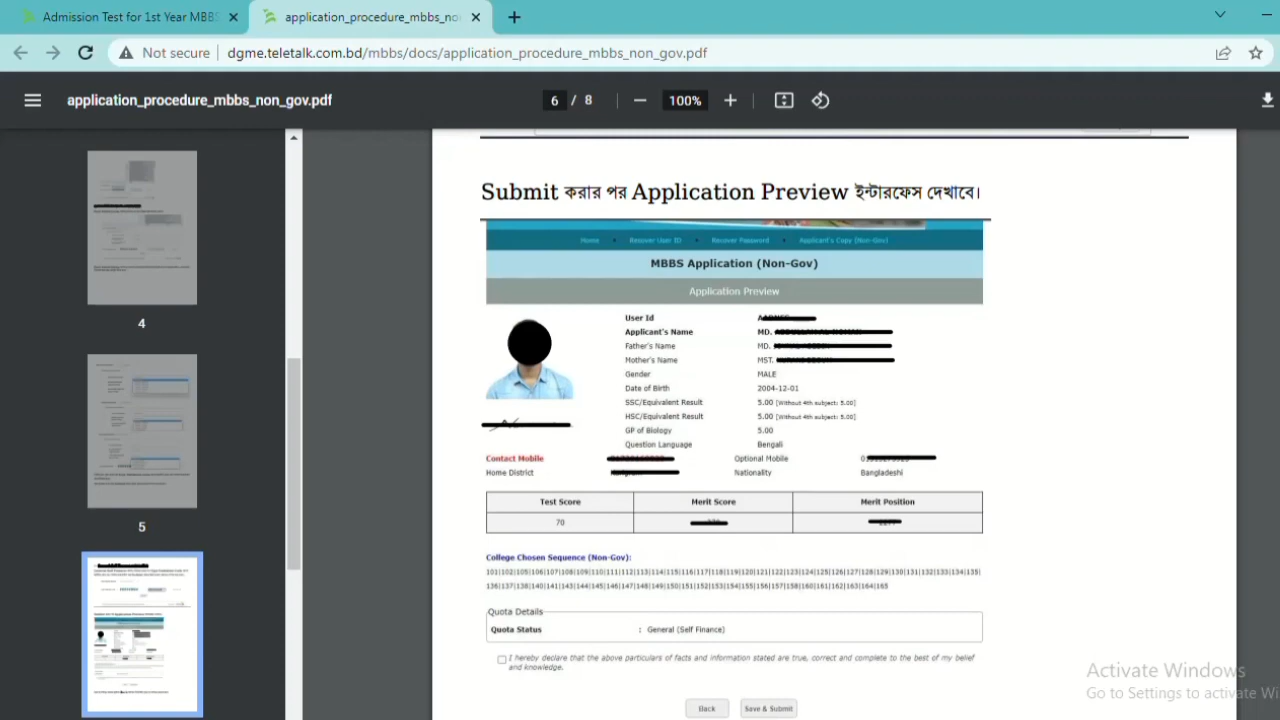 Admission Test for 1st Year MBBS
application_procedure_mbbs_no
Not secure
dgme.teletalk.com.bd/mbbs/docs/application_procedure_mbbs_non_gov.pdf
application_procedure_mbbs_non_gov.pdf
6 / 8
100%
4
5
Submit করার পর Application Preview ইন্টারফেস দেখাবে।
Home Recover User ID Recover Password Applicant's Copy (Non-Gov)
MBBS Application (Non-Gov)
Application Preview
User Id
Applicant's Name MD.
Father's Name MD.
Mother's Name MST.
Gender MALE
Date of Birth 2004-12-01
SSC/Equivalent Result 5.00 [Without 4th subject: 5.00]
HSC/Equivalent Result 5.00 [Without 4th subject: 5.00]
GP of Biology 5.00
Question Language Bengali
Contact Mobile Optional Mobile
Home District Nationality Bangladeshi
Test Score Merit Score Merit Position
70
College Chosen Sequence (Non-Gov):
101|102|105|106|107|108|109|110|111|112|113|114|115|116|117|118|119|120|121|122|123|124|125|126|127|128|129|130|131|132|133|134|135|
136|137|138|140|141|143|144|145|146|147|148|149|150|151|152|153|154|155|156|157|158|160|161|162|163|164|165
Quota Details
Quota Status : General (Self Finance)
I hereby declare that the above particulars of facts and information stated are true, correct and complete to the best of my belief
and knowledge.
Back Save & Submit
Activate Windows
Go to Settings to activate Wi